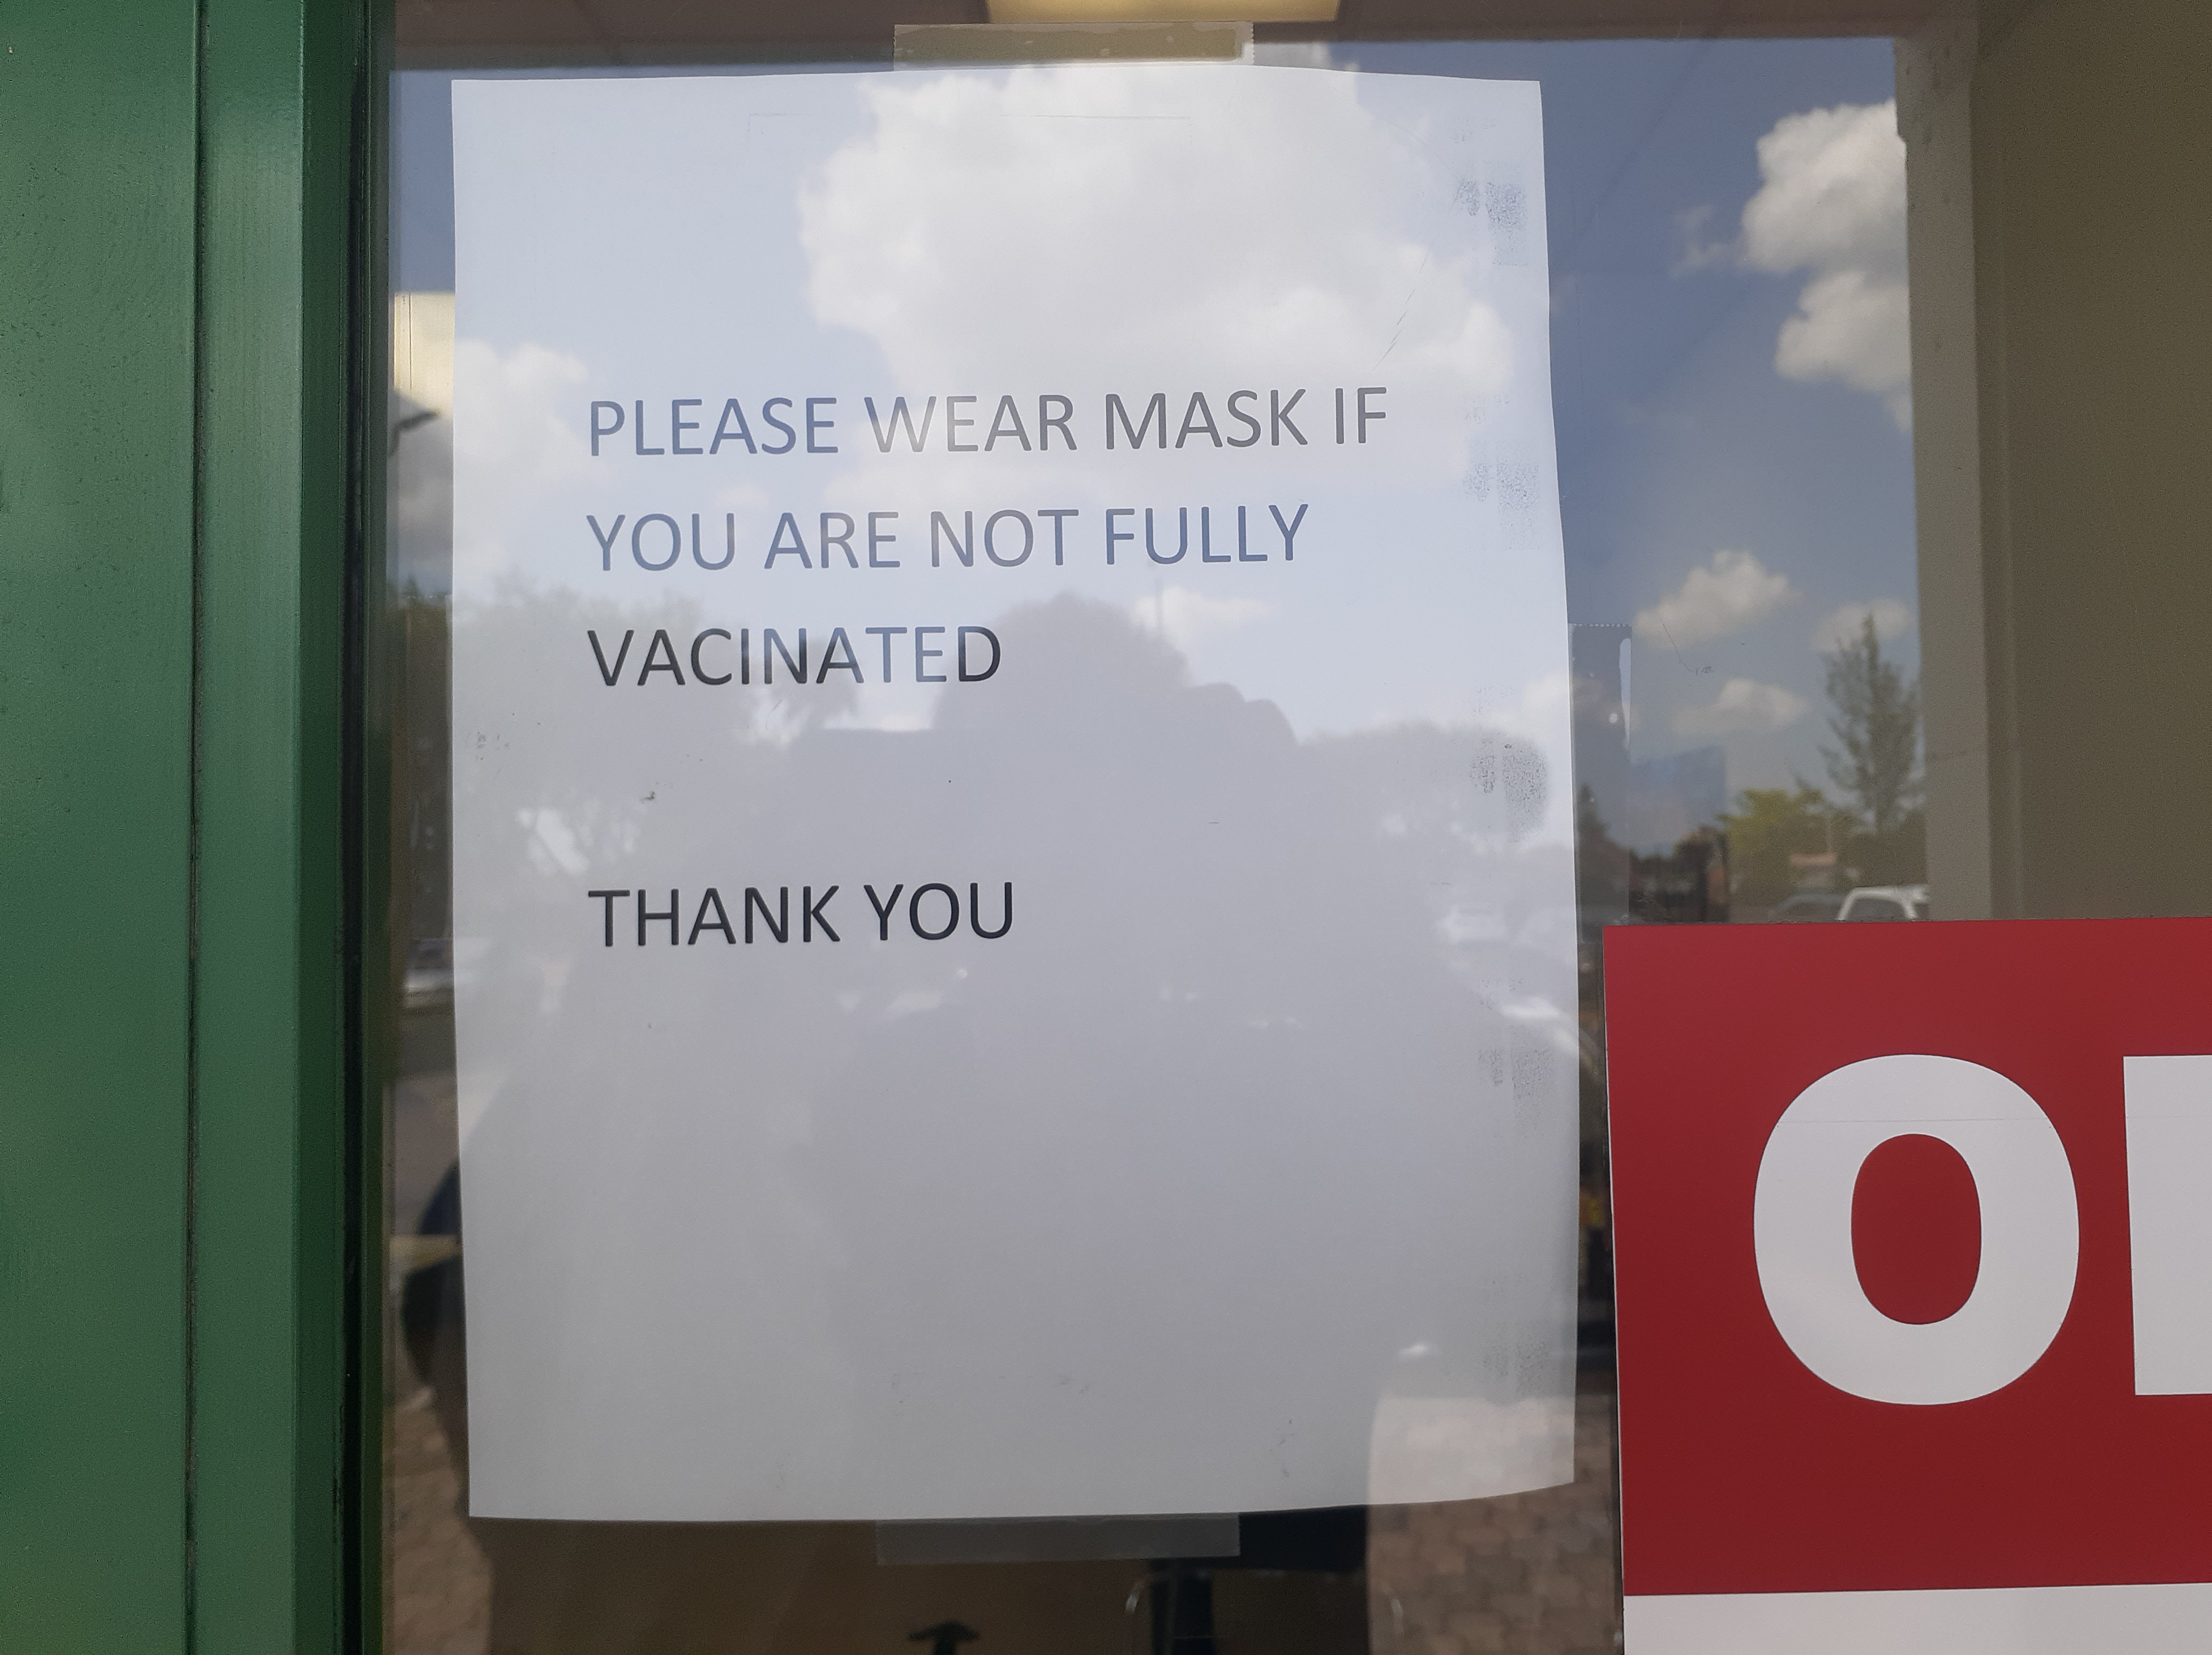 PLEASE WEAR MASK IF
YOU ARE NOT FULLY
VACINATED
THANK YOU
O